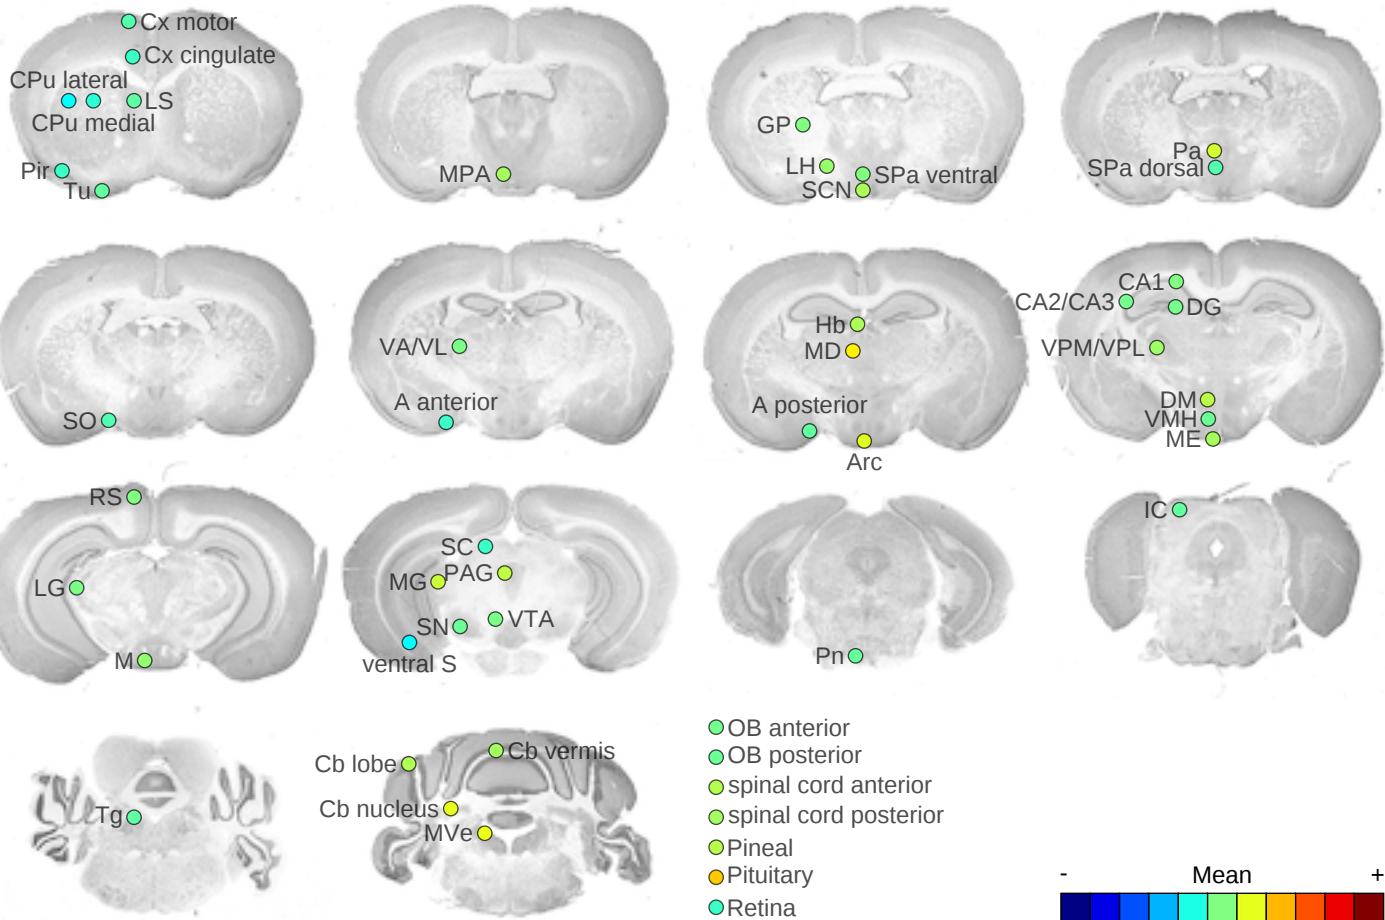 Cx motor
Cx cingulate
CPu lateral
LS
CPu medial
Pir
Tu
MPA
GP
LH
SPa ventral
SCN
Pa
SPa dorsal
SO
VA/VL
A anterior
Hb
MD
A posterior
Arc
CA1
CA2/CA3
DG
VPM/VPL
DM
VMH
ME
RS
LG
M
SC
MG
PAG
SN
VTA
ventral S
Pn
IC
Tg
Cb lobe
Cb vermis
Cb nucleus
MVe
OB anterior
OB posterior
spinal cord anterior
spinal cord posterior
Pineal
Pituitary
Retina
- Mean +